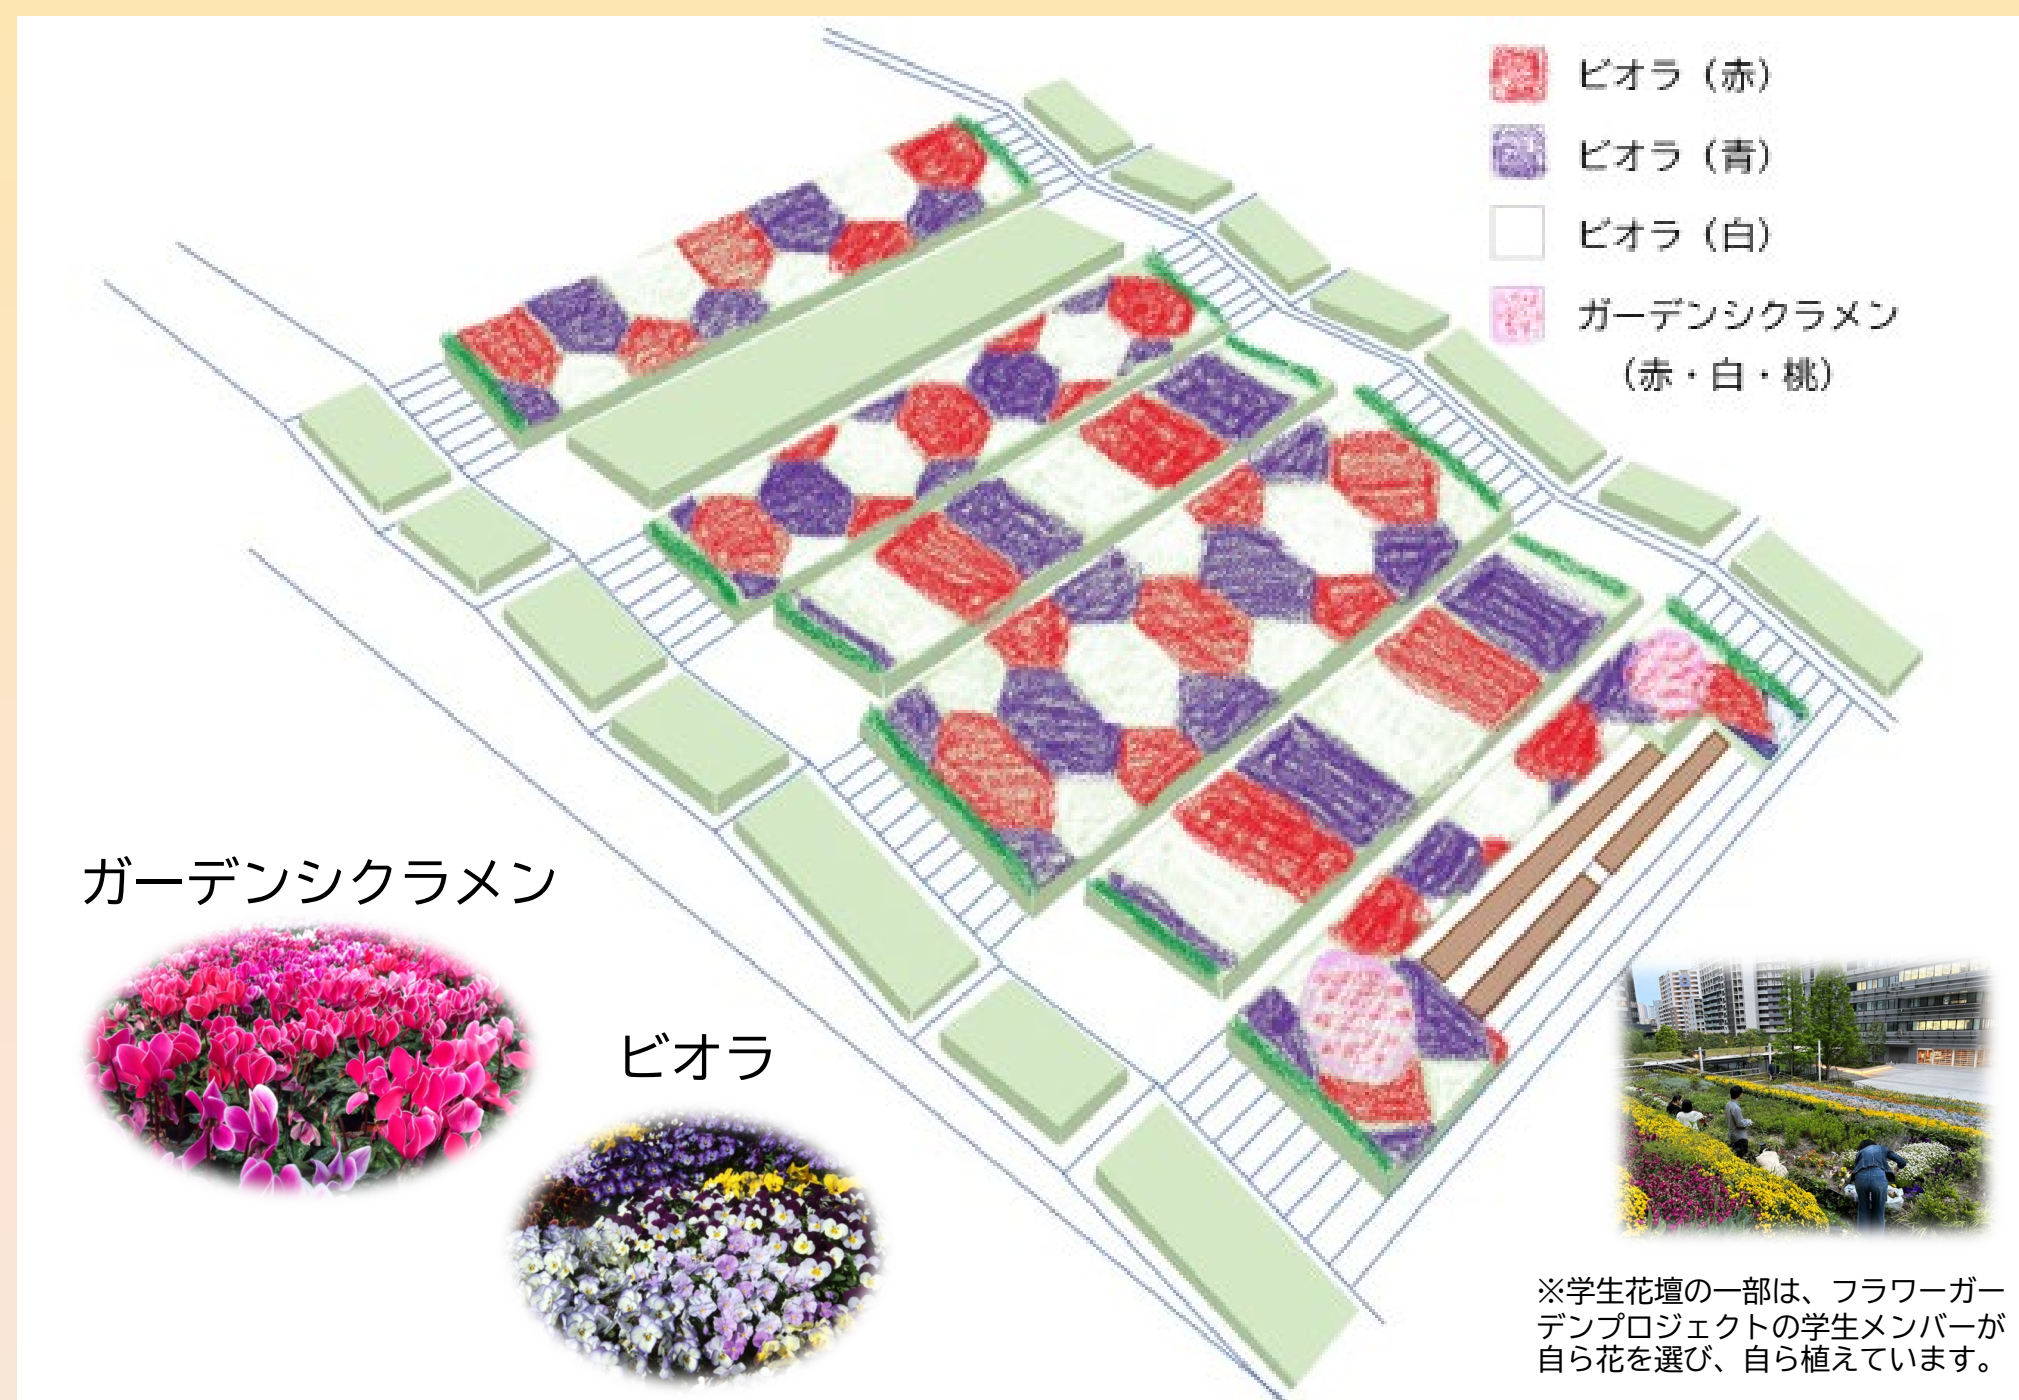 ビオラ（赤）
ビオラ（青）
ビオラ（白）
ガーデンシクラメン
（赤・白・桃）
ガーデンシクラメン
ビオラ
※学生花壇の一部は、フラワーガー
デンプロジェクトの学生メンバーが
自ら花を選び、自ら植えています。